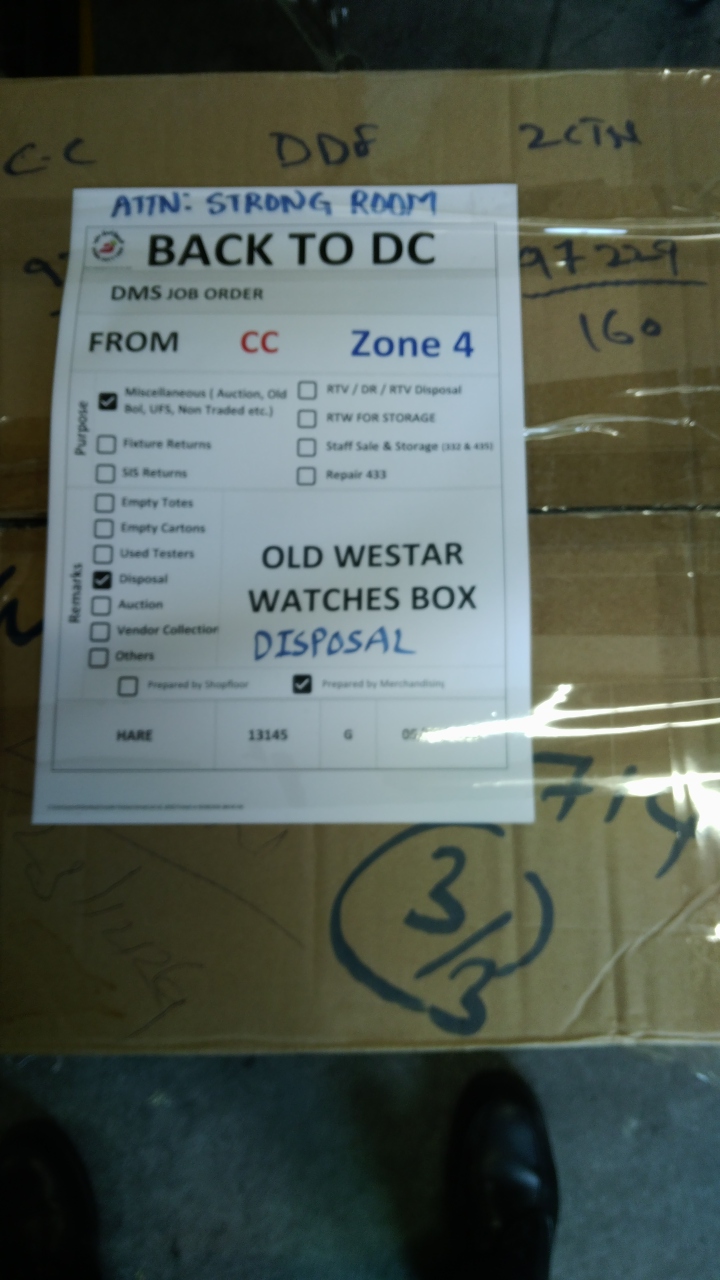 C-C DDF 2CTN
ATTN: STRONG ROOM
BACK TO DC
97229
DMS JOB ORDER
160
FROM CC Zone 4
Purpose
Miscellaneous ( Auction, Old Bol, UFS, Non Traded etc.)
Fixture Returns
SIS Returns
RTV / DR / RTV Disposal
RTW FOR STORAGE
Staff Sale & Storage (332 & 435)
Repair 433
Remarks
Empty Totes
Empty Cartons
Used Testers
Disposal
Auction
Vendor Collection
Others
OLD WESTAR
WATCHES BOX
DISPOSAL
Prepared by Shopfloor Prepared by Merchandising
HARE 13145 G
3/3